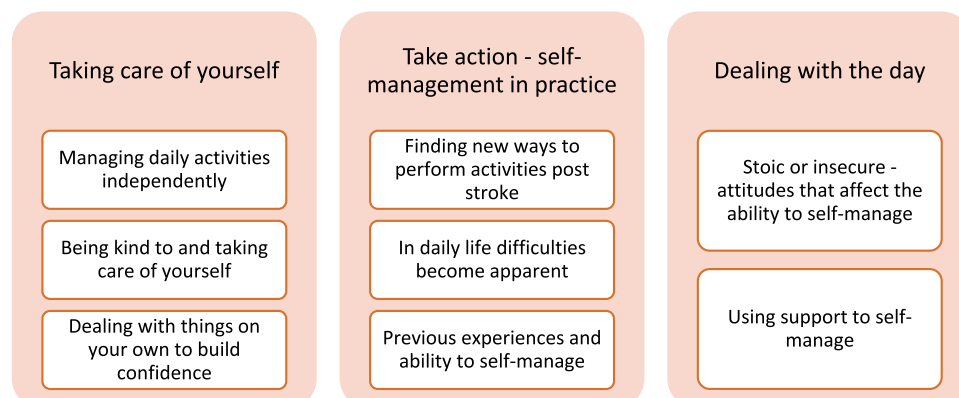 Taking care of yourself
Managing daily activities
independently
Being kind to and taking
care of yourself
Dealing with things on
your own to build
confidence
Take action - self-
management in practice
Finding new ways to
perform activities post
stroke
In daily life difficulties
become apparent
Previous experiences and
ability to self-manage
Dealing with the day
Stoic or insecure -
attitudes that affect the
ability to self-manage
Using support to self-
manage